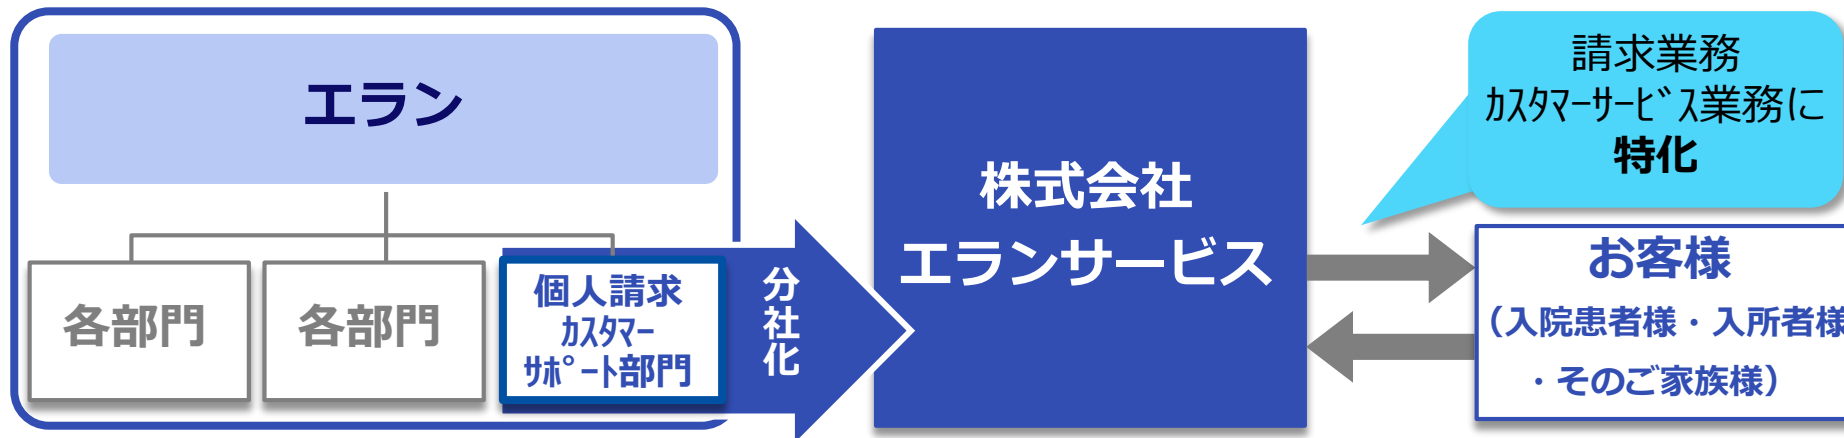 エラン
各部門
各部門
個人請求
ｶｽﾀﾏｰ
ｻﾎﾟｰﾄ部門
分社化
株式会社
エランサービス
請求業務
ｶｽﾀﾏｰｻｰﾋﾞｽ業務に
特化
お客様
（入院患者様・入所者様
・そのご家族様）